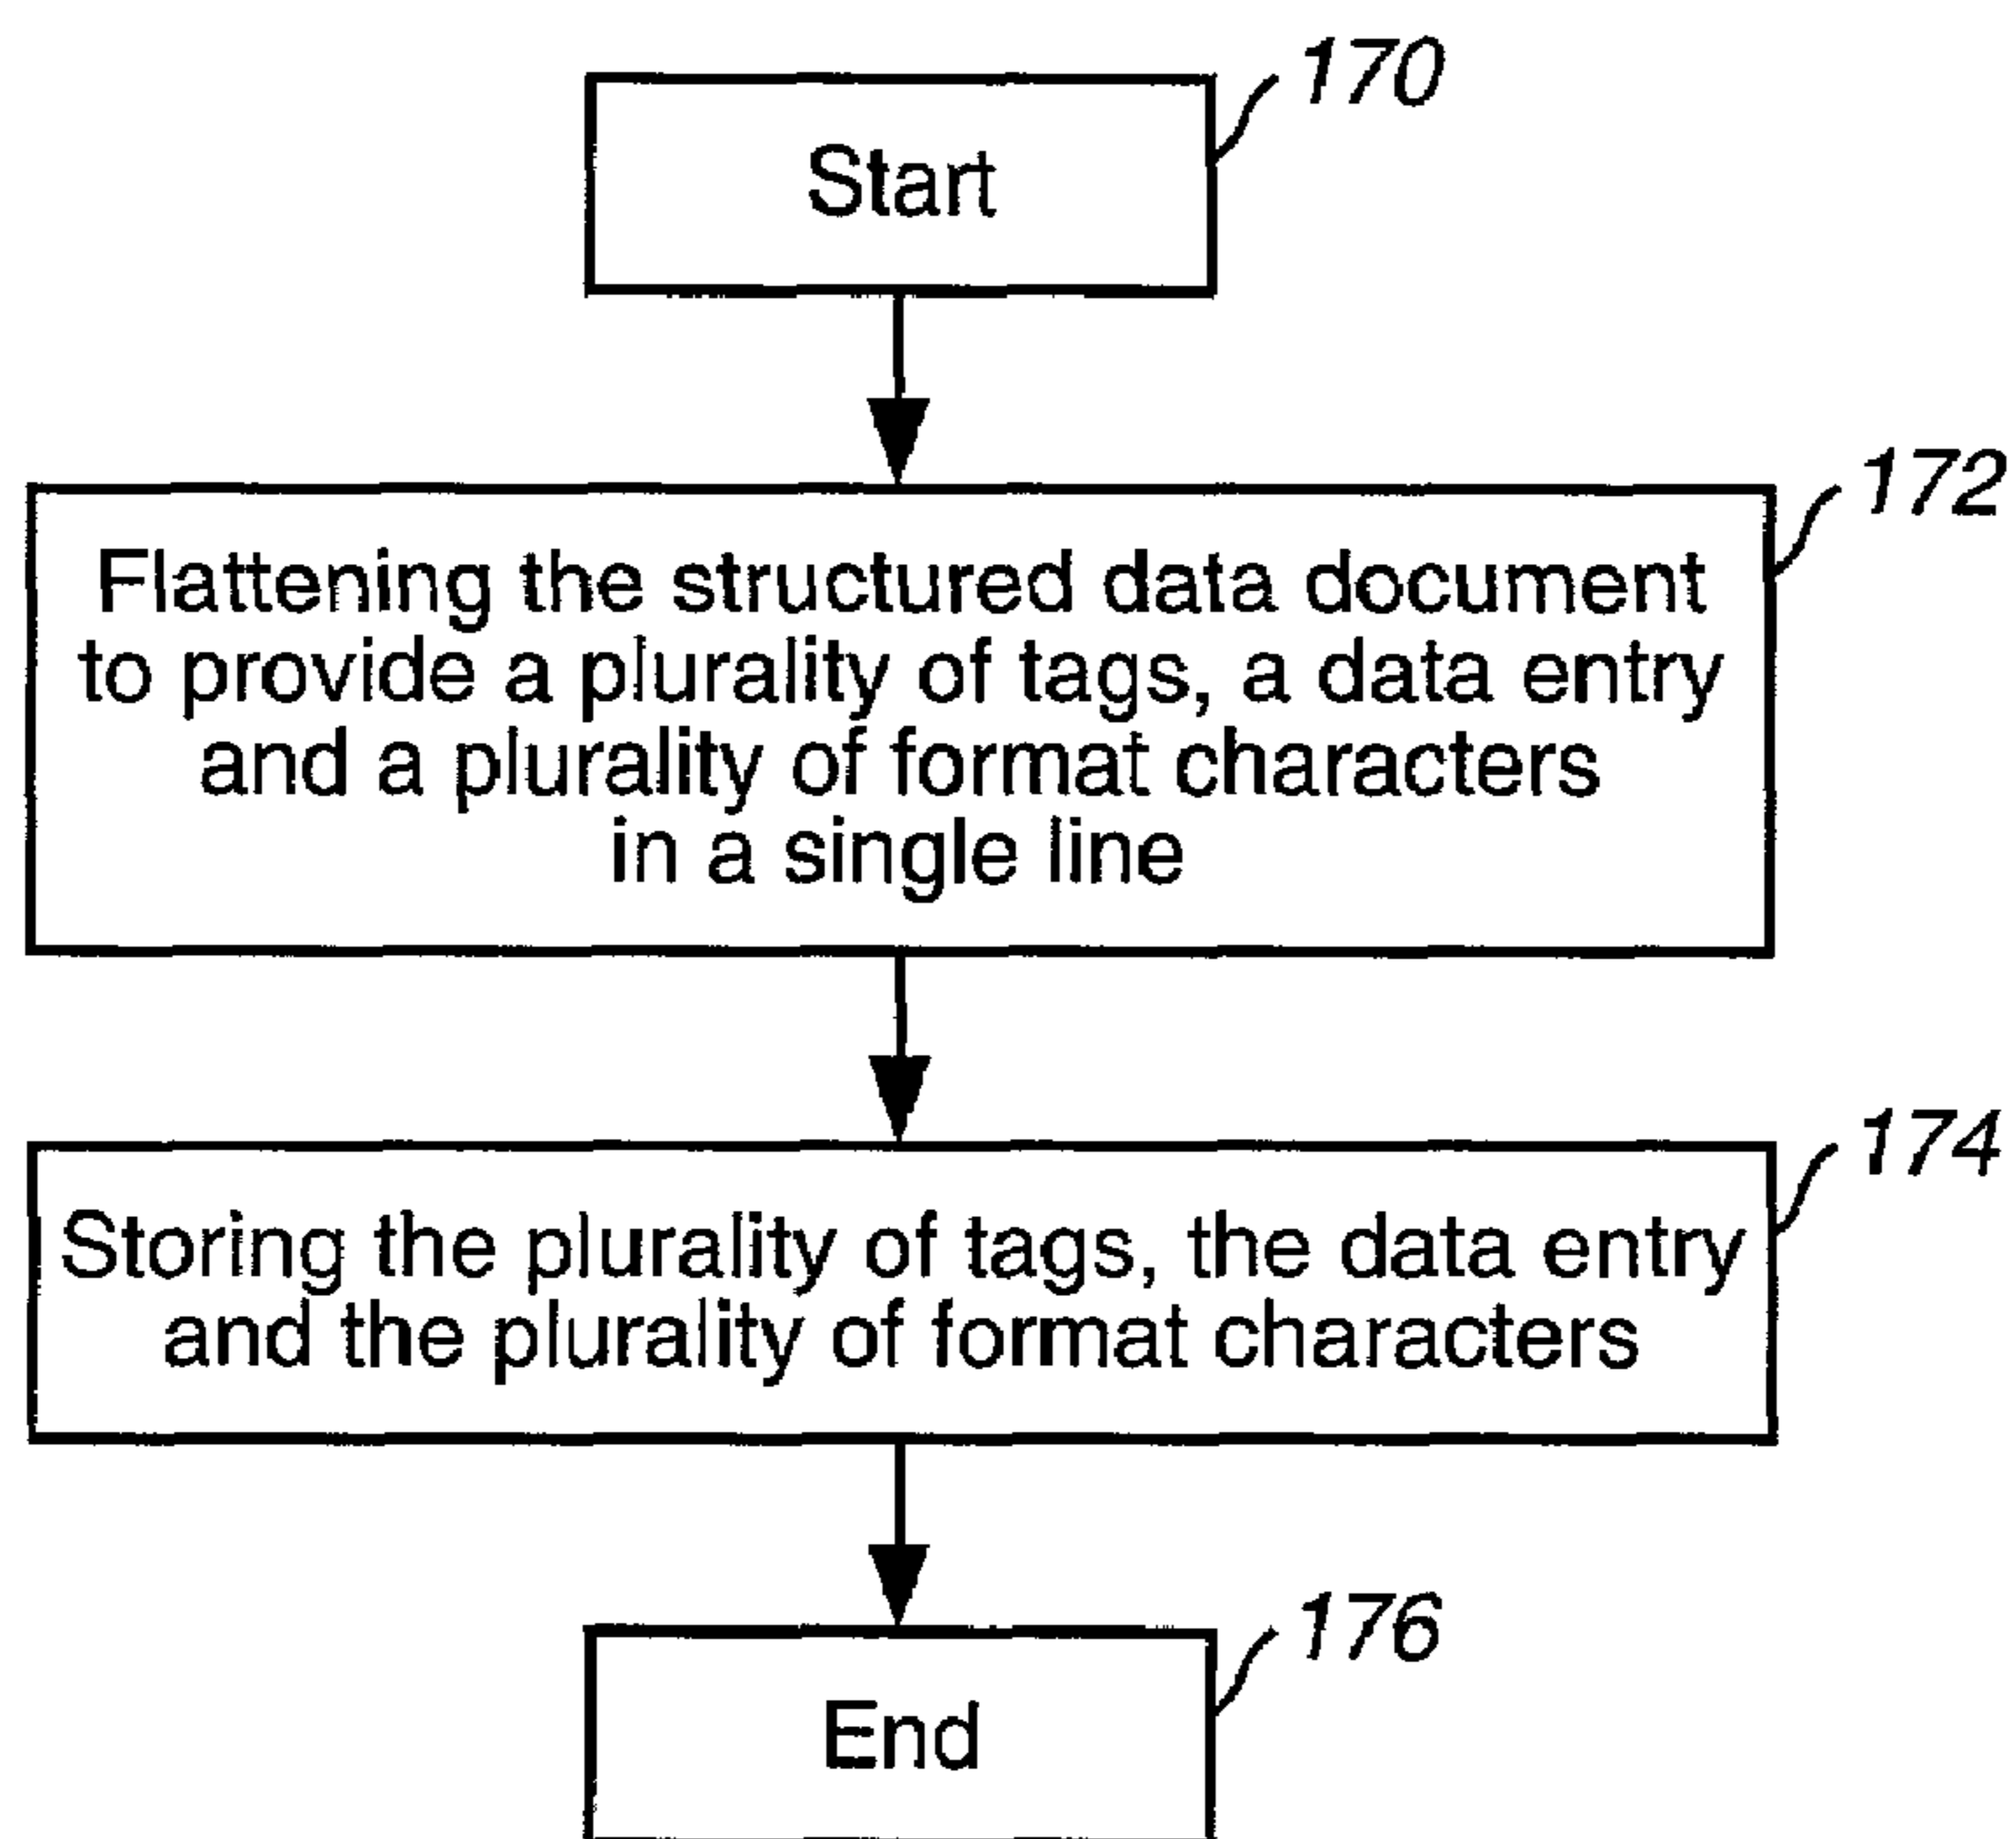 170
Start
172
Flattening the structured data document
to provide a plurality of tags, a data entry
and a plurality of format characters
in a single line
174
Storing the plurality of tags, the data entry
and the plurality of format characters
176
End